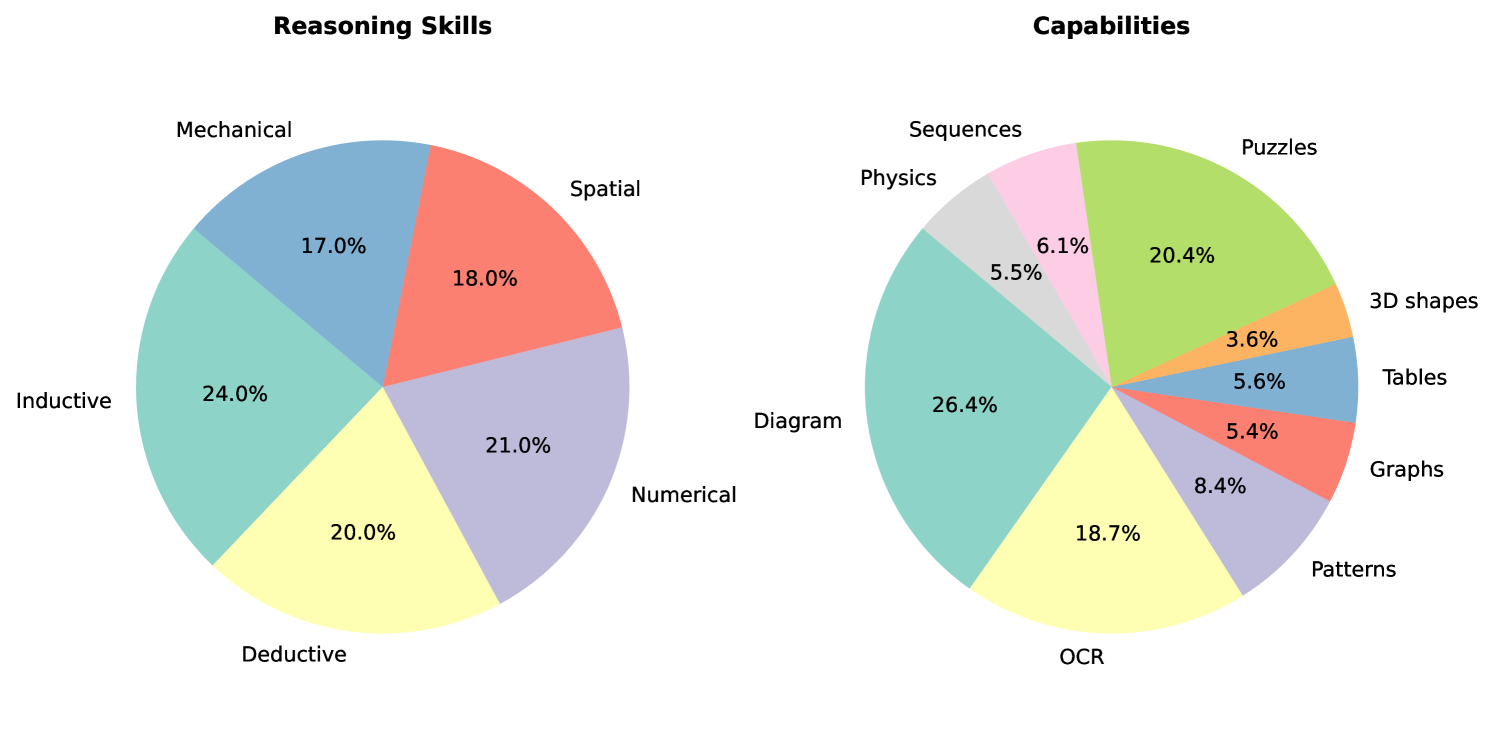 Reasoning Skills
Mechanical
Spatial
17.0%
18.0%
24.0%
Inductive
21.0%
Numerical
20.0%
Deductive
Capabilities
Sequences
Puzzles
Physics
6.1%
20.4%
5.5%
3D shapes
3.6%
Tables
5.6%
26.4%
Diagram
5.4%
Graphs
8.4%
18.7%
Patterns
OCR